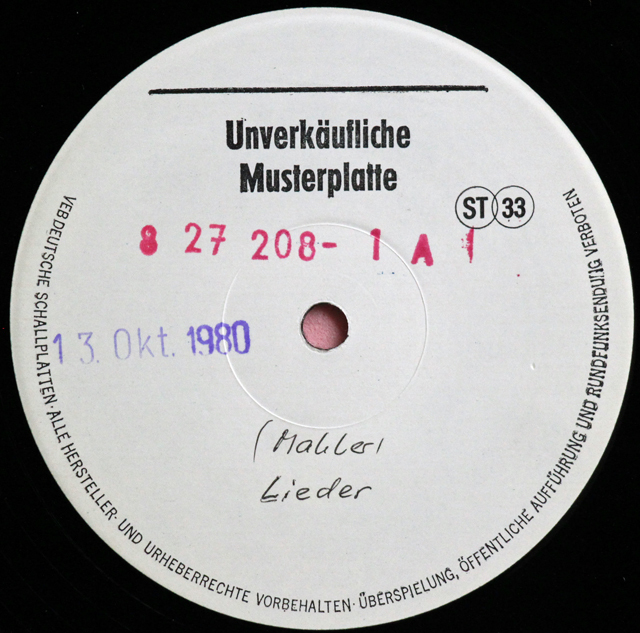 Unverkäufliche
Musterplatte
ST 33
8 27 208- 1 A 1
13. Okt. 1980
(Mahler)
Lieder
VEB DEUTSCHE SCHALLPLATTEN · ALLE HERSTELLER- UND URHEBERRECHTE VORBEHALTEN · ÜBERSPIELUNG, ÖFFENTLICHE AUFFÜHRUNG UND RUNDFUNKSENDUNG VERBOTEN